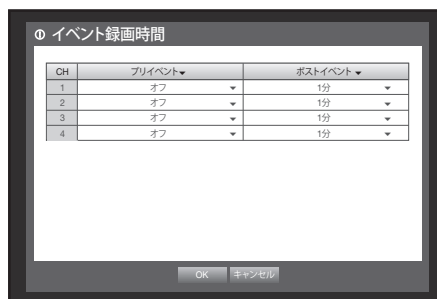 イベント録画時間
CH プリイベント ポストイベント
1 オフ 1分
2 オフ 1分
3 オフ 1分
4 オフ 1分
OK キャンセル